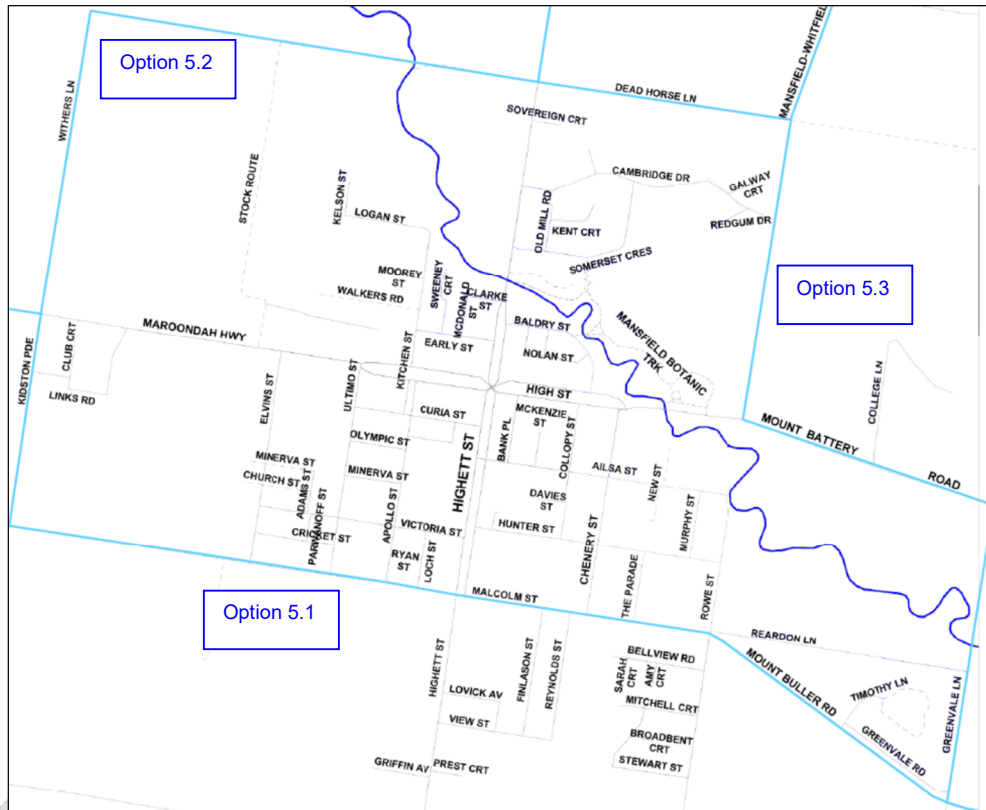 Option 5.2
MANSFIELD-WHITFIEL
WITHERS LN
DEAD HORSE LN
SOVEREIGN CRT
STOCK ROUTE
KELSON ST
LOGAN ST
CAMBRIDGE DR
GALWAY
CRT
REDGUM DR
OLD MILL RD
KENT CRT
SOMERSET CRES
MOOREY
ST
WALKERS RD
SWEENEY
CRT
MCDONALD
ST
CLARKE
ST
Option 5.3
MAROONDAH HWY
EARLY ST
BALDRY ST
NOLAN ST
MANSFIELD BOTANIC
TRK
KIDSTON PDE
CLUB CRT
LINKS RD
ELVINS ST
ULTIMO ST
KITCHEN ST
HIGH ST
COLLEGE LN
CURIA ST
MCKENZIE
ST
MOUNT BATTERY
ROAD
OLYMPIC ST
HIGHETT ST
BANK PL
COLLOPY ST
AILSA ST
NEW ST
MINERVA ST
CHURCH ST
ADAMS ST
PARWANOFF ST
MINERVA ST
APOLLO ST
DAVIES
ST
MURPHY ST
VICTORIA ST
HUNTER ST
CRICKET ST
RYAN
ST
LOCH ST
CHENERY ST
THE PARADE
ROWE ST
MALCOLM ST
Option 5.1
REARDON LN
HIGHETT ST
FINLASON ST
REYNOLDS ST
BELLVIEW RD
SARAH
CRT
AMY
CRT
MOUNT BULLER RD
TIMOTHY LN
GREENVALE LN
LOVICK AV
MITCHELL CRT
VIEW ST
BROADBENT
CRT
GREENVALE RD
STEWART ST
GRIFFIN AV
PREST CRT